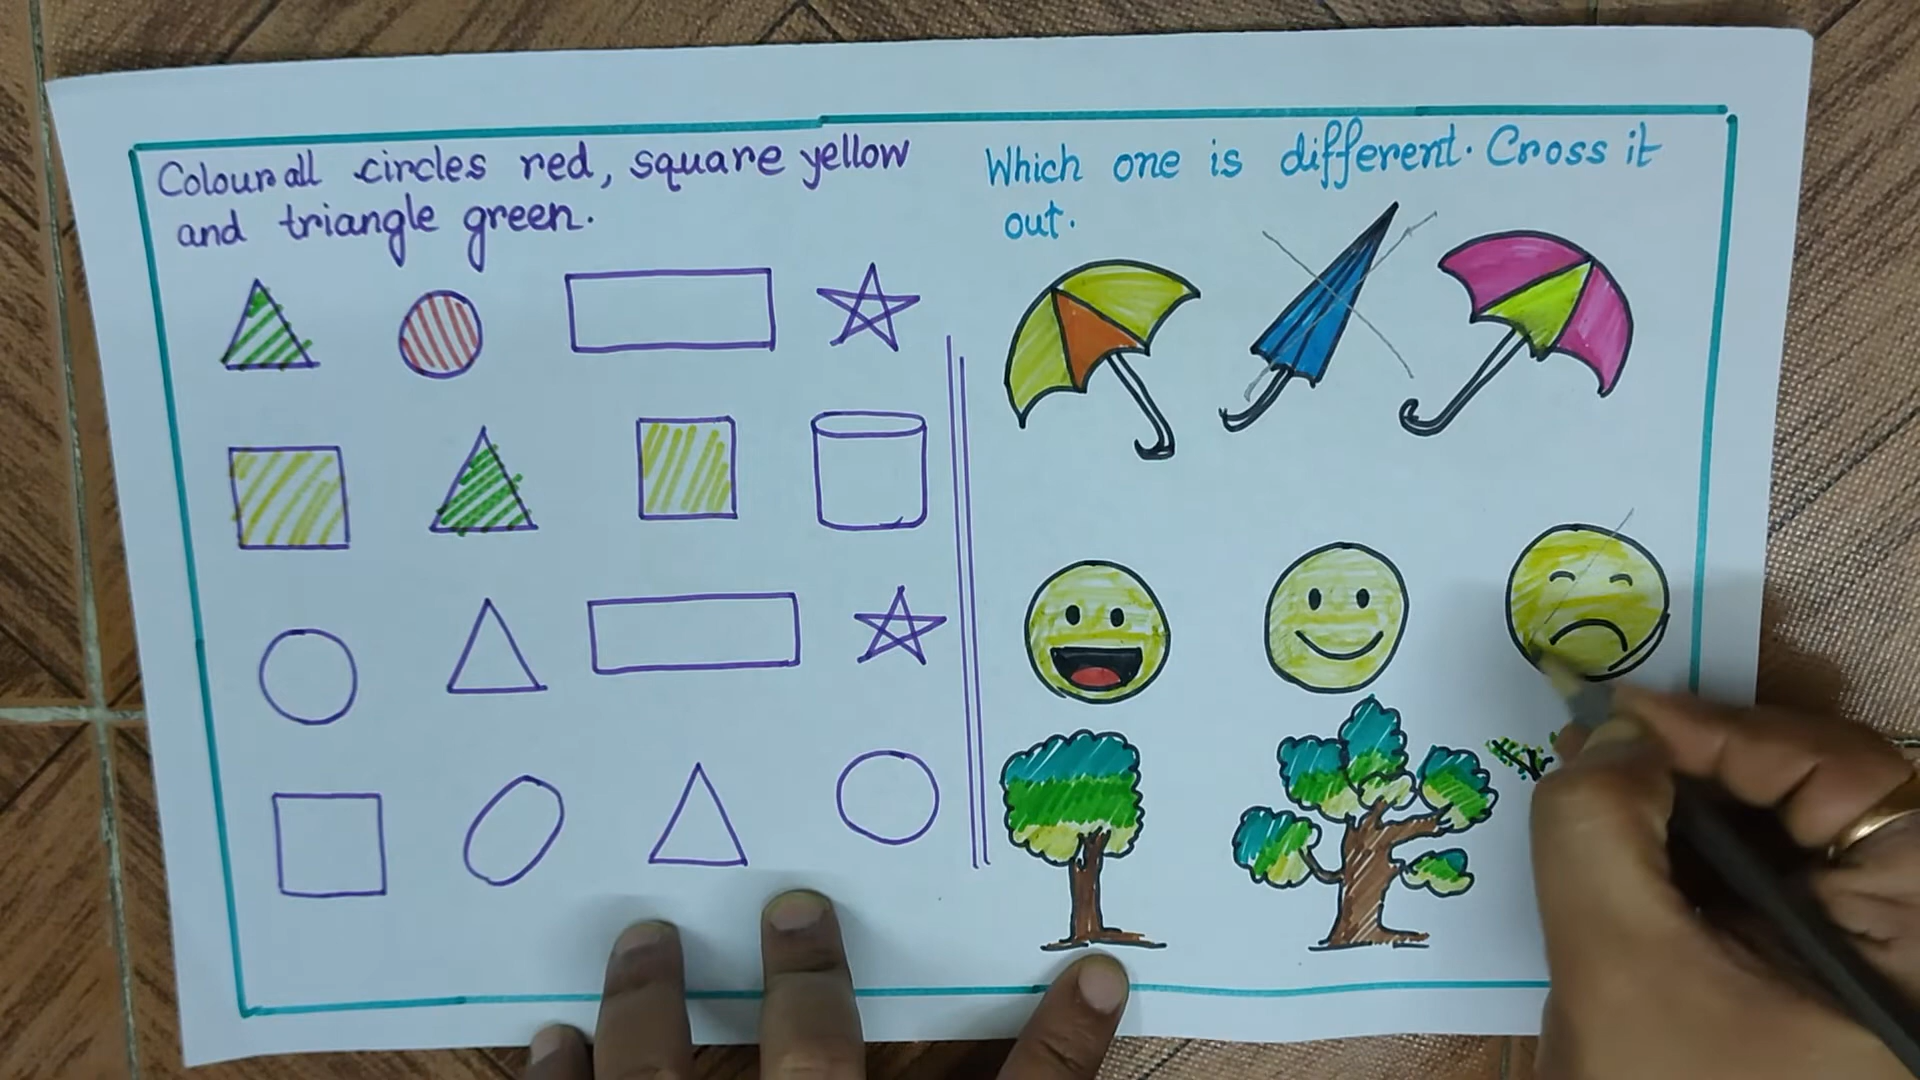 Colour all circles red, square yellow
and triangle green.
Which one is different. Cross it
out.